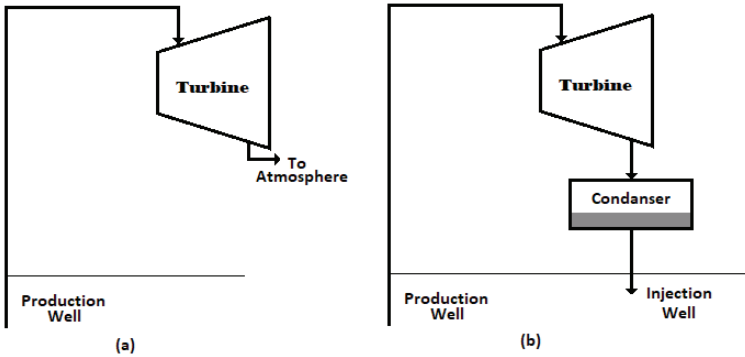 Turbine
To
Atmosphere
Production
Well
(a)
Turbine
Condanser
Production
Well
Injection
Well
(b)